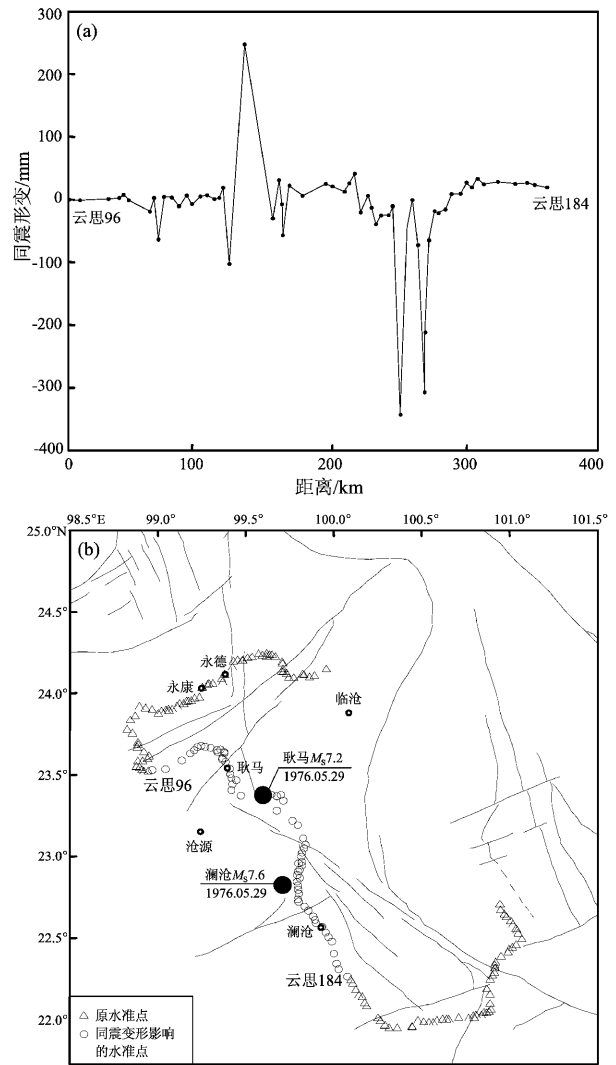 (a)
300
200
100
0
-100
-200
-300
-400
同震形变/mm
云思96
云思184
0
100
200
300
400
距离/km
98.5°E
99.0°
99.5°
100.0°
100.5°
101.0°
101.5°
25.0°N
(b)
24.5°
24.0°
23.5°
23.0°
22.5°
22.0°
永德
永康
临沧
耿马
耿马Ms7.2
1976.05.29
云思96
沧源
澜沧Ms7.6
1976.05.29
澜沧
云思184
△ 原水准点
○ 同震变形影响
的水准点